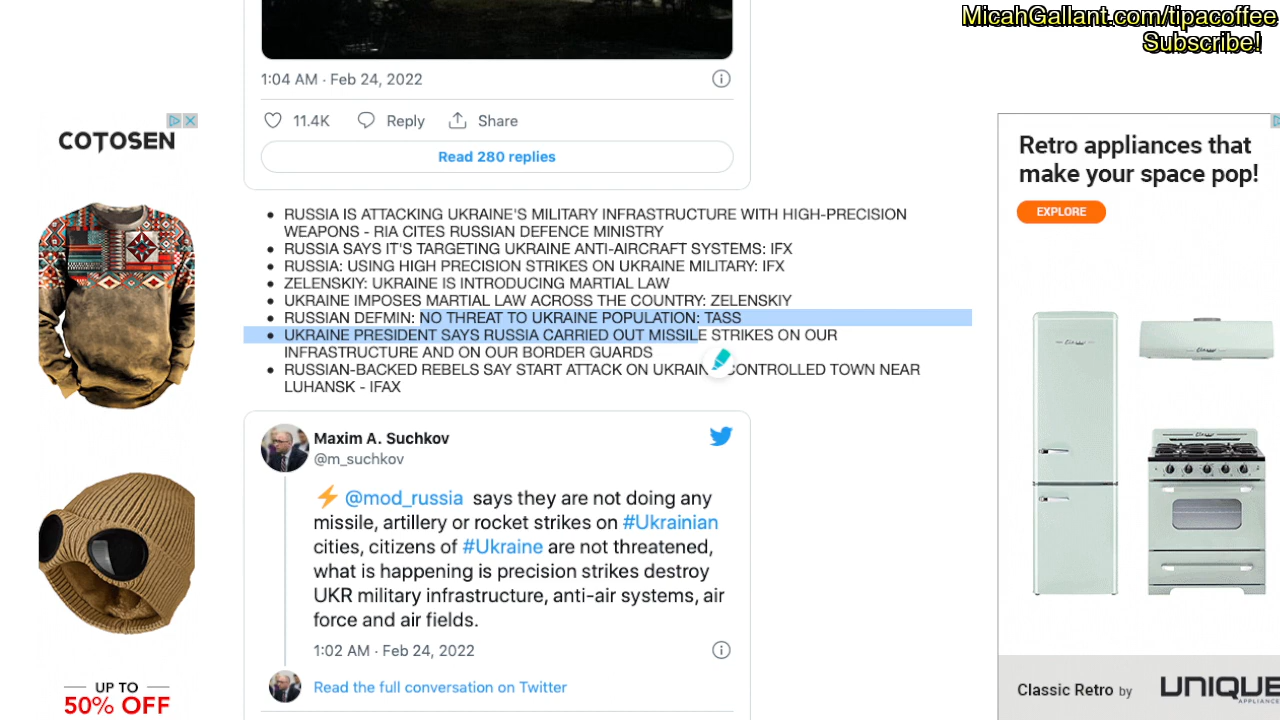 MicahGallant.com/tipacoffee
Subscribe!
1:04 AM · Feb 24, 2022
11.4K Reply Share
Read 280 replies
COTOSEN
UP TO
50% OFF
• RUSSIA IS ATTACKING UKRAINE'S MILITARY INFRASTRUCTURE WITH HIGH-PRECISION
WEAPONS - RIA CITES RUSSIAN DEFENCE MINISTRY
• RUSSIA SAYS IT'S TARGETING UKRAINE ANTI-AIRCRAFT SYSTEMS: IFX
• RUSSIA: USING HIGH PRECISION STRIKES ON UKRAINE MILITARY: IFX
• ZELENSKIY: UKRAINE IS INTRODUCING MARTIAL LAW
• UKRAINE IMPOSES MARTIAL LAW ACROSS THE COUNTRY: ZELENSKIY
• RUSSIAN DEFMIN: NO THREAT TO UKRAINE POPULATION: TASS
• UKRAINE PRESIDENT SAYS RUSSIA CARRIED OUT MISSILE STRIKES ON OUR
INFRASTRUCTURE AND ON OUR BORDER GUARDS
• RUSSIAN-BACKED REBELS SAY START ATTACK ON UKRAIN CONTROLLED TOWN NEAR
LUHANSK - IFAX
Maxim A. Suchkov
@m_suchkov
⚡ @mod_russia says they are not doing any
missile, artillery or rocket strikes on #Ukrainian
cities, citizens of #Ukraine are not threatened,
what is happening is precision strikes destroy
UKR military infrastructure, anti-air systems, air
force and air fields.
1:02 AM · Feb 24, 2022
Read the full conversation on Twitter
Retro appliances that
make your space pop!
EXPLORE
Classic Retro by UNIQUE
APPLIANCES